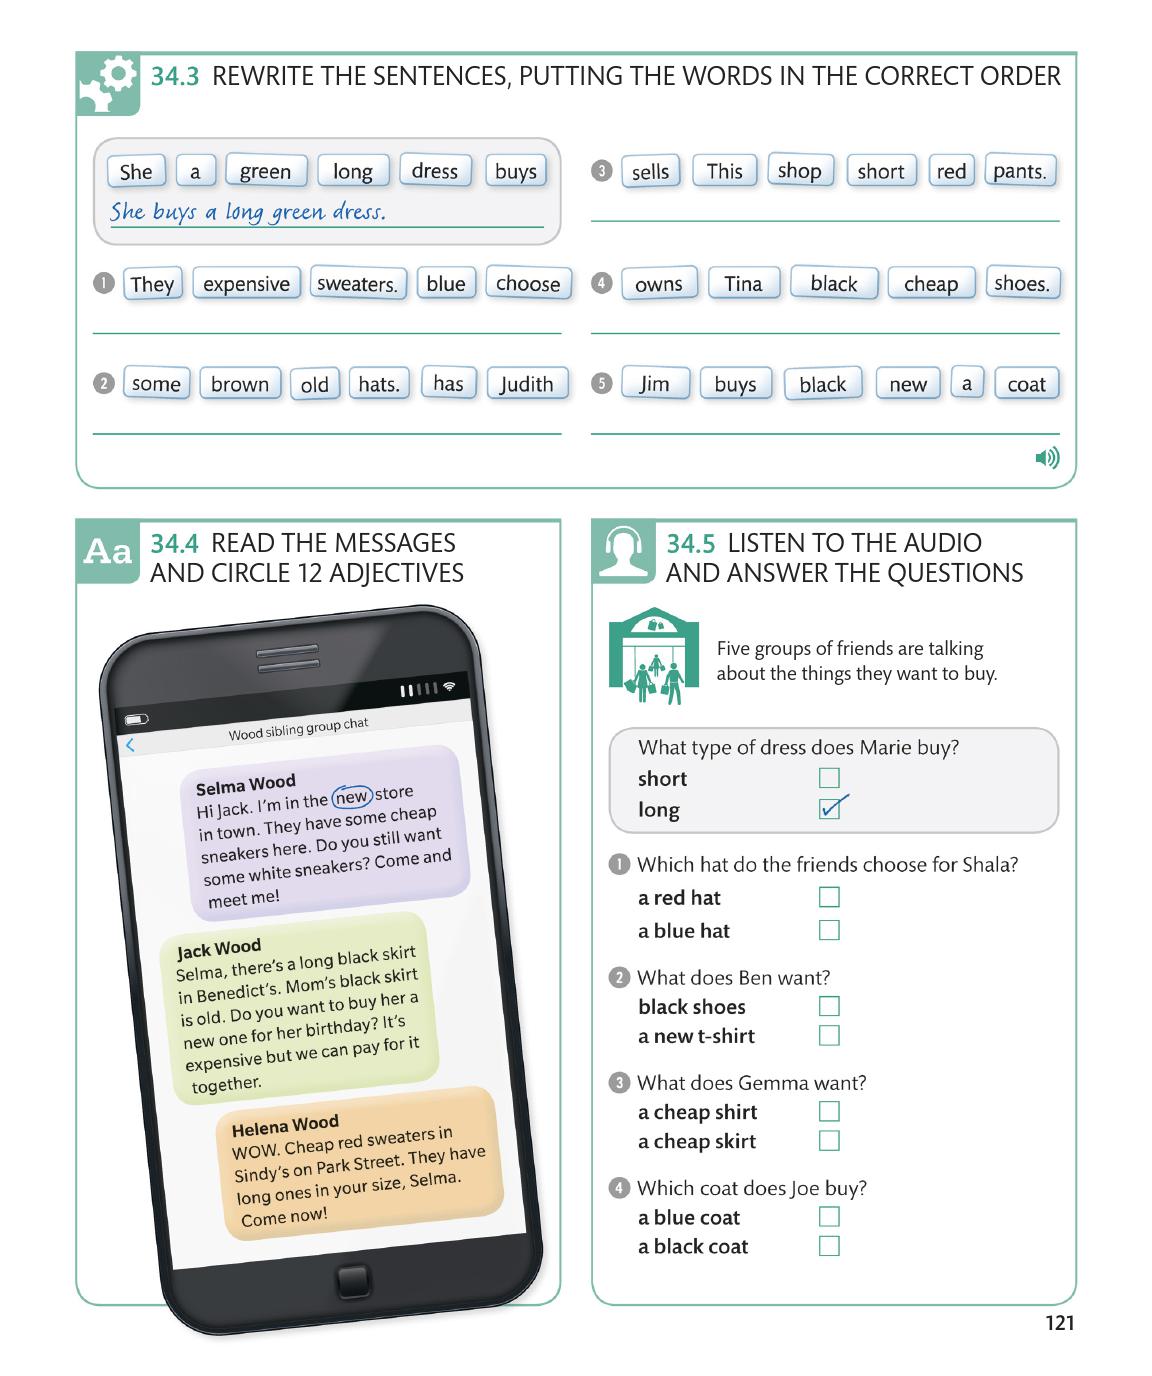 34.3 REWRITE THE SENTENCES, PUTTING THE WORDS IN THE CORRECT ORDER
She a green long dress buys
She buys a long green dress.
1 They expensive sweaters. blue choose
2 some brown old hats. has Judith
3 sells This shop short red pants.
4 owns Tina black cheap shoes.
5 Jim buys black new a coat
Aa 34.4 READ THE MESSAGES
AND CIRCLE 12 ADJECTIVES
Wood sibling group chat
Selma Wood
Hi Jack. I'm in the new store
in town. They have some cheap
sneakers here. Do you still want
some white sneakers? Come and
meet me!
Jack Wood
Selma, there's a long black skirt
in Benedict's. Mom's black skirt
is old. Do you want to buy her a
new one for her birthday? It's
expensive but we can pay for it
together.
Helena Wood
WOW. Cheap red sweaters in
Sindy's on Park Street. They have
long ones in your size, Selma.
Come now!
34.5 LISTEN TO THE AUDIO
AND ANSWER THE QUESTIONS
Five groups of friends are talking
about the things they want to buy.
What type of dress does Marie buy?
short
long
1 Which hat do the friends choose for Shala?
a red hat
a blue hat
2 What does Ben want?
black shoes
a new t-shirt
3 What does Gemma want?
a cheap shirt
a cheap skirt
4 Which coat does Joe buy?
a blue coat
a black coat
121